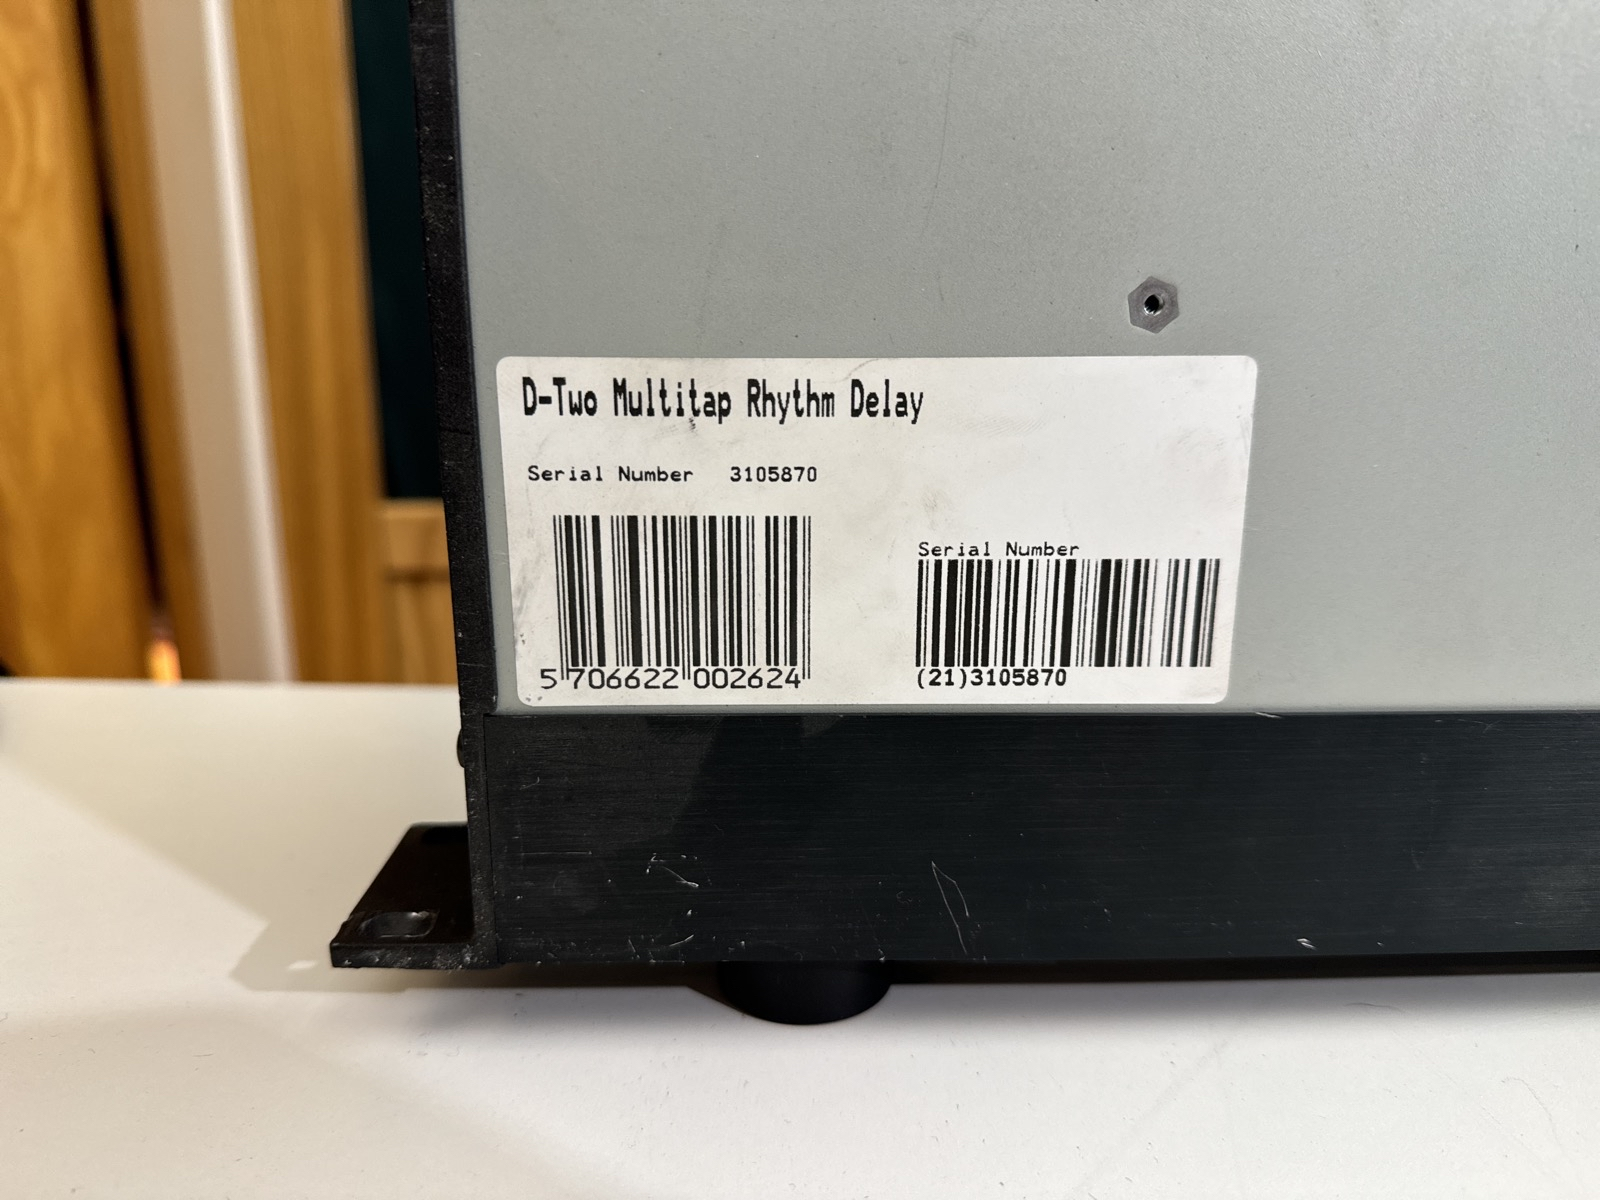 D-Two Multitap Rhythm Delay
Serial Number 3105870
5 706622 002624
Serial Number
(21)3105870